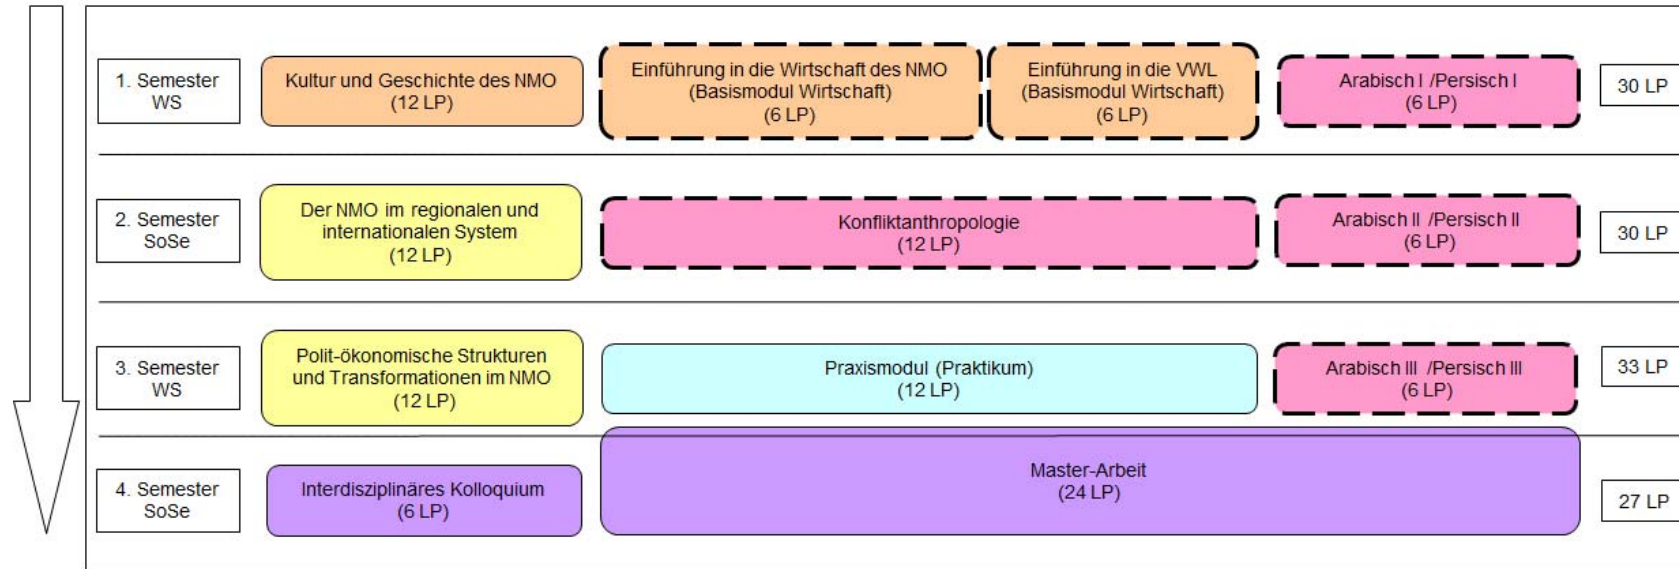 1. Semester
WS
Kultur und Geschichte des NMO
(12 LP)
Einführung in die Wirtschaft des NMO
(Basismodul Wirtschaft)
(6 LP)
Einführung in die VWL
(Basismodul Wirtschaft)
(6 LP)
Arabisch I /Persisch I
(6 LP)
30 LP
2. Semester
SoSe
Der NMO im regionalen und
internationalen System
(12 LP)
Konfliktanthropologie
(12 LP)
Arabisch II /Persisch II
(6 LP)
30 LP
3. Semester
WS
Polit-ökonomische Strukturen
und Transformationen im NMO
(12 LP)
Praxismodul (Praktikum)
(12 LP)
Arabisch III /Persisch III
(6 LP)
33 LP
4. Semester
SoSe
Interdisziplinäres Kolloquium
(6 LP)
Master-Arbeit
(24 LP)
27 LP